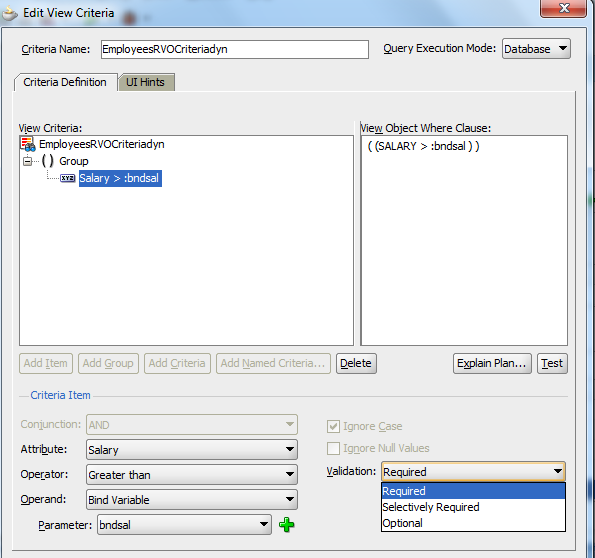 Edit View Criteria
Criteria Name: EmployeesRVOCriteriadyn Query Execution Mode: Database
Criteria Definition UI Hints
View Criteria: View Object Where Clause:
EmployeesRVOCriteriadyn ( (SALARY > :bndsal ) )
( ) Group
XYZ Salary > :bndsal
Add Item Add Group Add Criteria Add Named Criteria... Delete Explain Plan... Test
Criteria Item
Conjunction: AND Ignore Case
Attribute: Salary Ignore Null Values
Operator: Greater than Validation: Required
Required
Operand: Bind Variable Selectively Required
Parameter: bndsal Optional